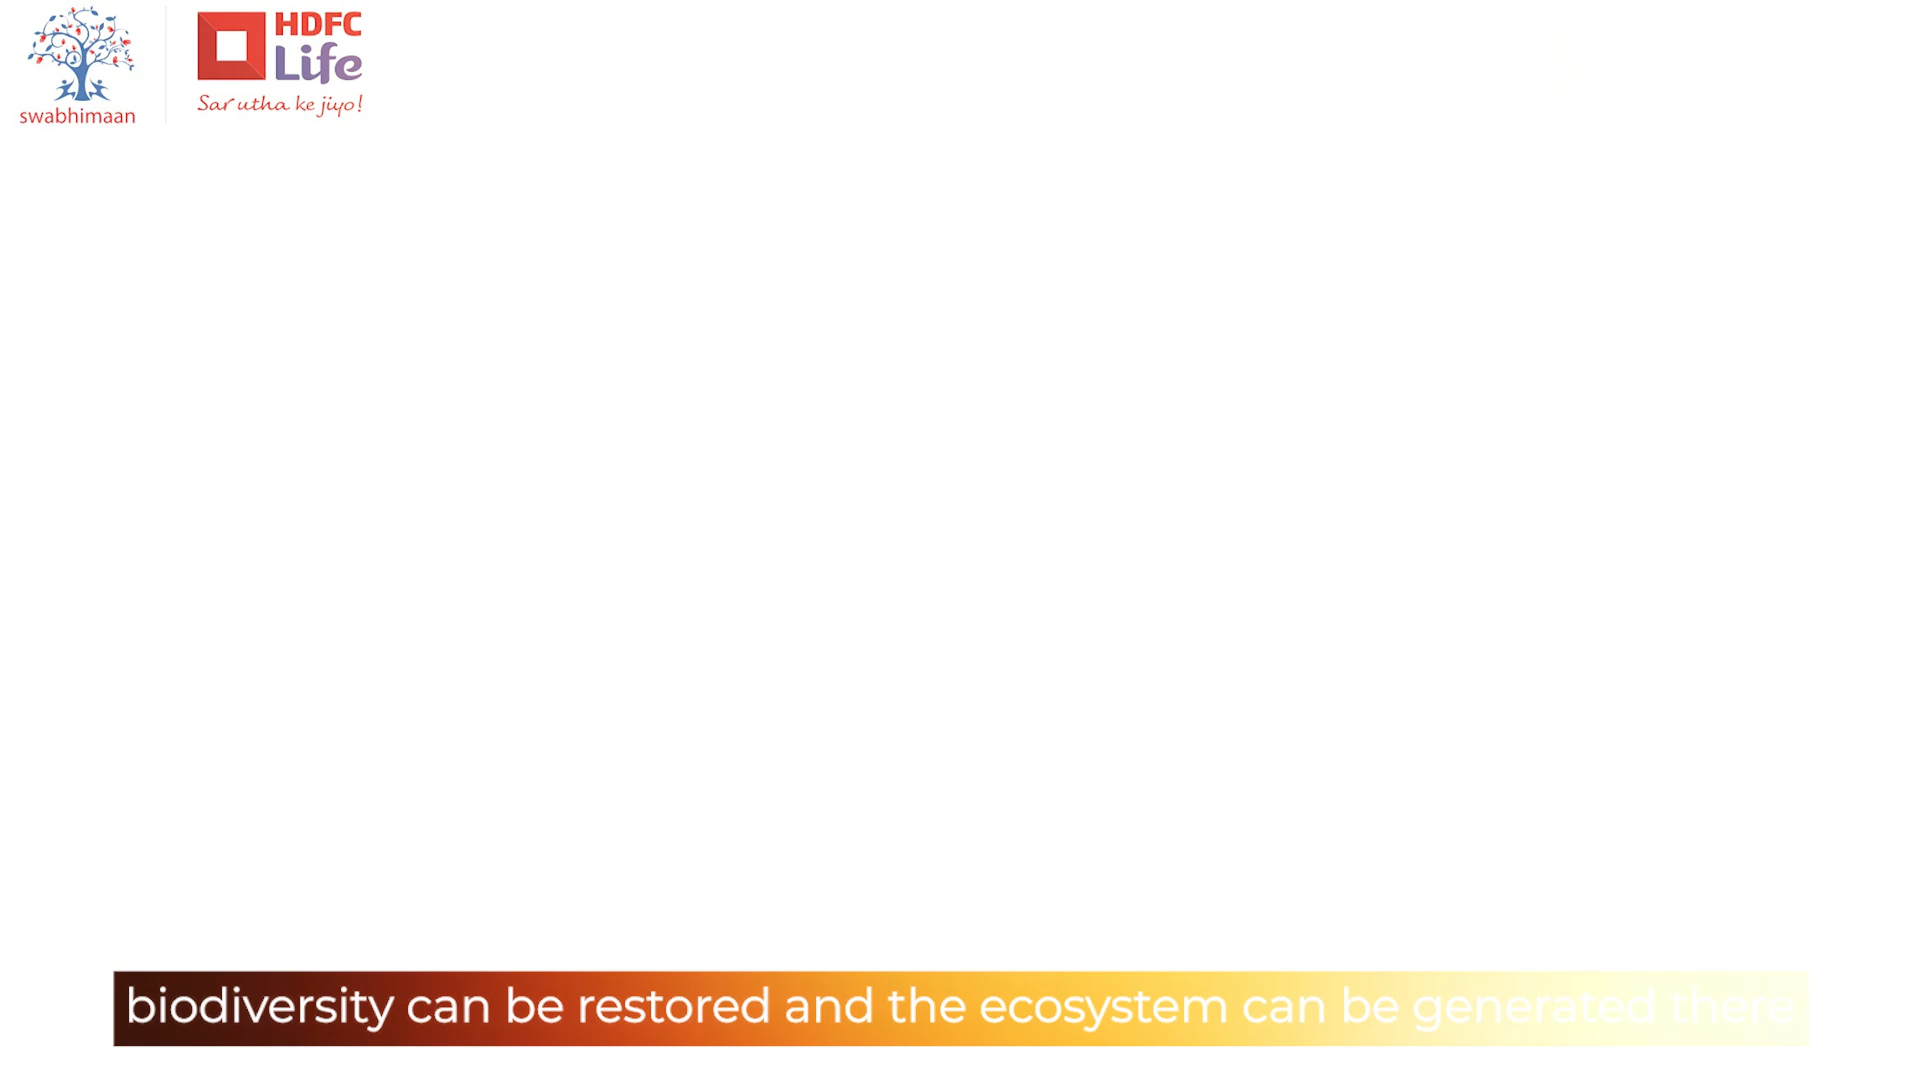 swabhimaan
HDFC
Life
Sar utha ke jiyo!
biodiversity can be restored and the ecosystem can be generated there